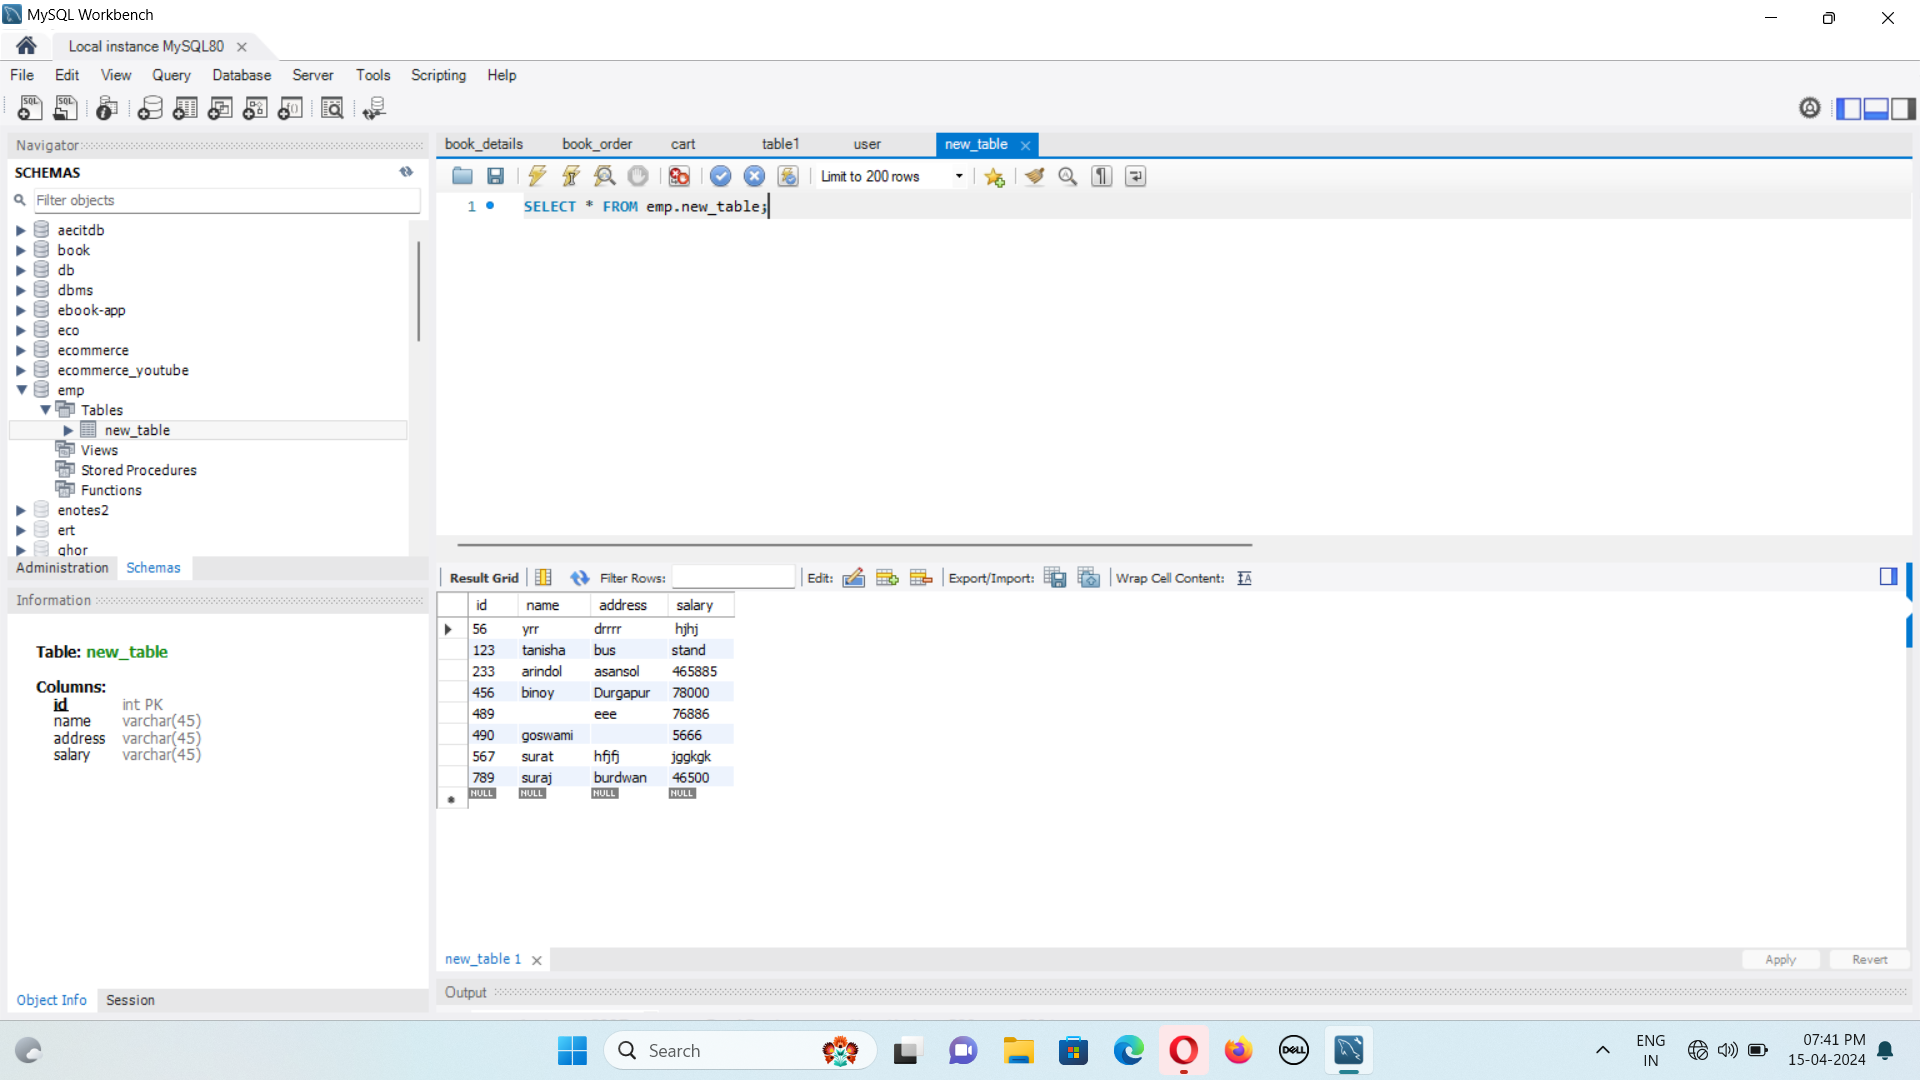 MySQL Workbench
Local instance MySQL80
File Edit View Query Database Server Tools Scripting Help
Navigator
SCHEMAS
Filter objects
aecitdb
book
db
dbms
ebook-app
eco
ecommerce
ecommerce_youtube
emp
Tables
new_table
Views
Stored Procedures
Functions
enotes2
ert
ghor
Administration Schemas
Information
Table: new_table
Columns:
id int PK
name varchar(45)
address varchar(45)
salary varchar(45)
Object Info Session
book_details book_order cart table1 user new_table
Limit to 200 rows
1 SELECT * FROM emp.new_table;
Result Grid Filter Rows: Edit: Export/Import: Wrap Cell Content: IA
id name address salary
56 yrr drrrr hjhj
123 tanisha bus stand
233 arindol asansol 465885
456 binoy Durgapur 78000
489 eee 76886
490 goswami 5666
567 surat hfjfj jggkgk
789 suraj burdwan 46500
NULL NULL NULL NULL
new_table 1
Apply Revert
Output
Search
DELL
ENG
IN
07:41 PM
15-04-2024